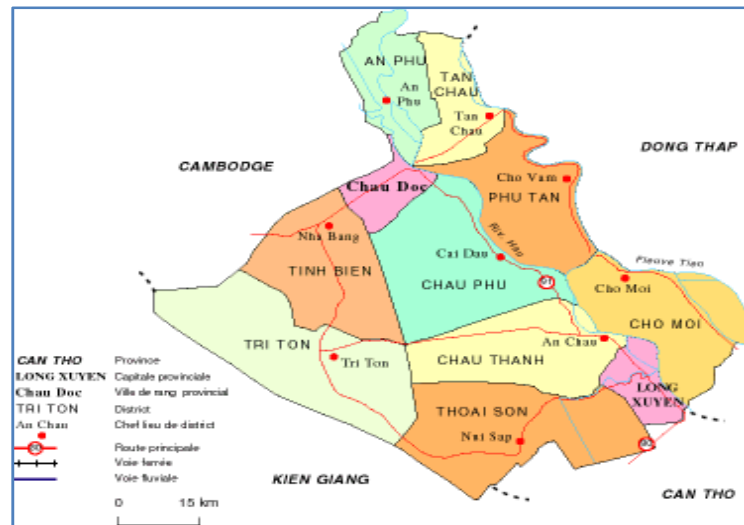 AN PHU
An
Phu
TAN
CHAU
Tan
Chau
DONG THAP
CAMBODGE
Chau Doc
Cho Vam
PHU TAN
Nha Bang
Riv. Hau
Cai Dau
Fleuve Tien
TINH BIEN
CHAU PHU
91
Cho Moi
CHO MOI
TRI TON
Tri Ton
An Chau
CHAU THANH
LONG
XUYEN
THOAI SON
Nui Sap
KIEN GIANG
CAN THO
CAN THO Province
LONG XUYEN Capitale provinciale
Chau Doc Ville de rang provincial
TRI TON District
An Chau Chef lieu de district
Route principale
Voie ferrée
Voie fluviale
0 15 km